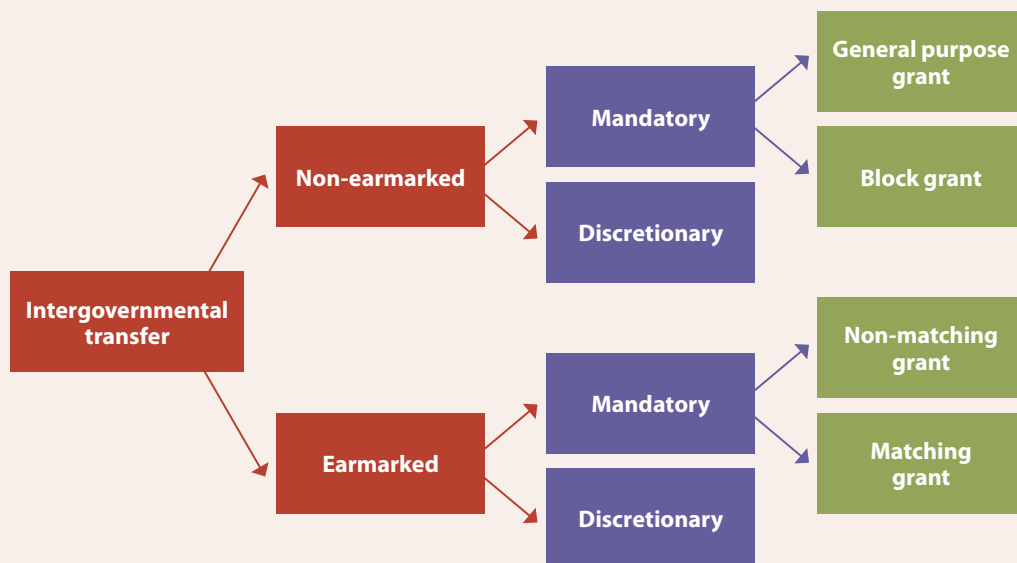 General purpose
grant
Mandatory
Non-earmarked
Block grant
Discretionary
Intergovernmental
transfer
Non-matching
grant
Mandatory
Earmarked
Matching
grant
Discretionary